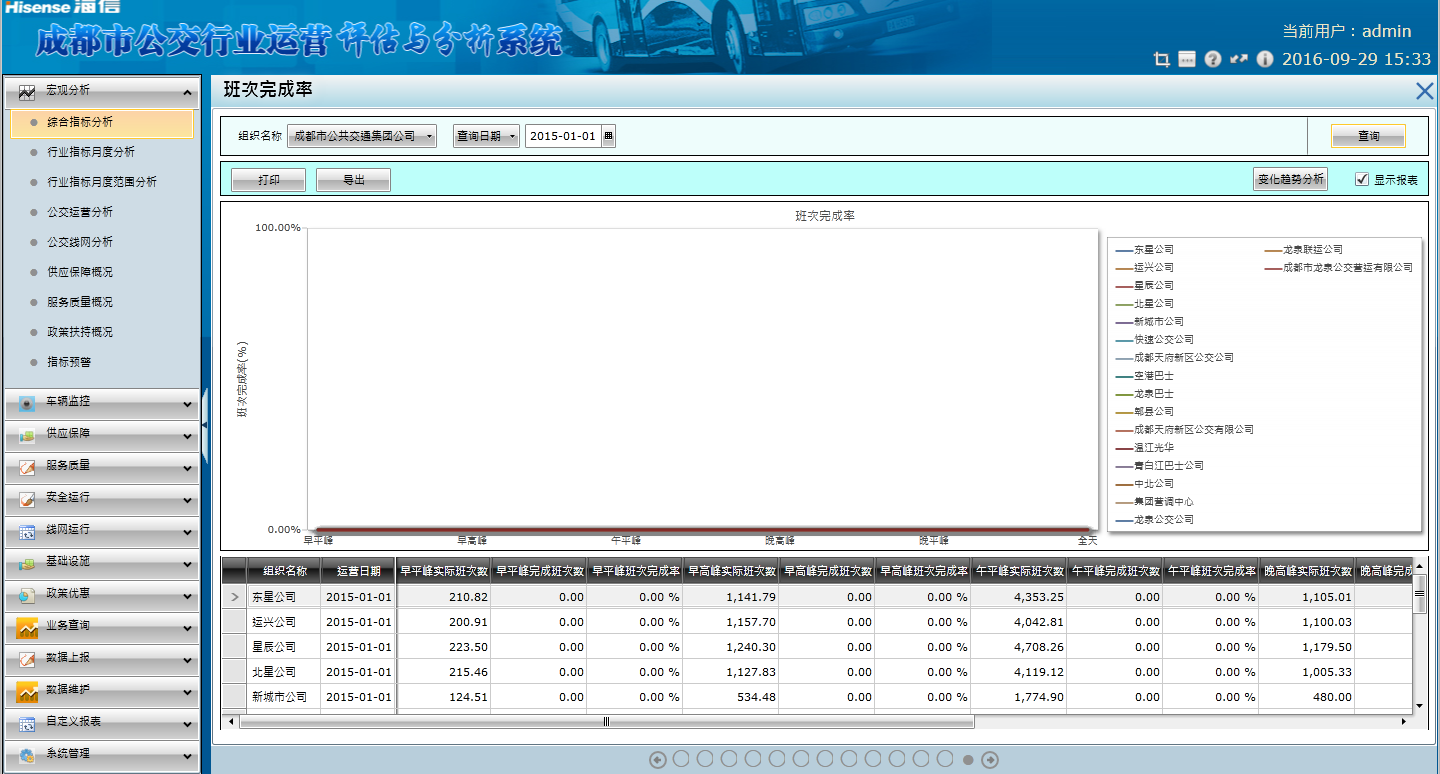 Hisense 海信
成都市公交行业运营评估与分析系统
当前用户：admin
2016-09-29 15:33
宏观分析
综合指标分析
行业指标月度分析
行业指标月度范围分析
公交运营分析
公交线网分析
供应保障概况
服务质量概况
政策扶持概况
指标预警
车辆监控
供应保障
服务质量
安全运行
线网运行
基础设施
政策优惠
业务查询
数据上报
数据维护
自定义报表
系统管理
班次完成率
组织名称 成都市公共交通集团公司 查询日期 2015-01-01 查询
打印 导出 变化趋势分析 显示报表
班次完成率
100.00%
班次完成率(%)
0.00%
早平峰 早高峰 午平峰 晚高峰 晚平峰 全天
东星公司 龙泉联运公司
运兴公司 成都市龙泉公交营运有限公司
星辰公司
北星公司
新城市公司
快速公交公司
成都天府新区公交公司
空港巴士
龙泉巴士
郫县公司
成都天府新区公交有限公司
温江光华
青白江巴士公司
中北公司
集团营调中心
龙泉公交公司
组织名称 运营日期 早平峰实际班次数 早平峰完成班次数 早平峰班次完成率 早高峰实际班次数 早高峰完成班次数 早高峰班次完成率 午平峰实际班次数 午平峰完成班次数 午平峰班次完成率 晚高峰实际班次数 晚高峰完成
东星公司 2015-01-01 210.82 0.00 0.00 % 1,141.79 0.00 0.00 % 4,353.25 0.00 0.00 % 1,105.01
运兴公司 2015-01-01 200.91 0.00 0.00 % 1,157.70 0.00 0.00 % 4,042.81 0.00 0.00 % 1,100.03
星辰公司 2015-01-01 223.50 0.00 0.00 % 1,240.30 0.00 0.00 % 4,708.26 0.00 0.00 % 1,179.50
北星公司 2015-01-01 215.46 0.00 0.00 % 1,127.83 0.00 0.00 % 4,119.12 0.00 0.00 % 1,005.33
新城市公司 2015-01-01 124.51 0.00 0.00 % 534.48 0.00 0.00 % 1,774.90 0.00 0.00 % 480.00